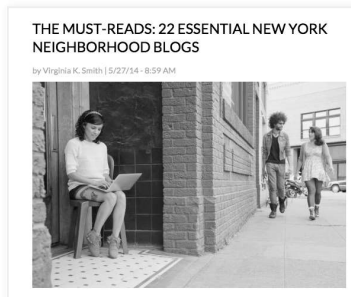 THE MUST-READS: 22 ESSENTIAL NEW YORK
NEIGHBORHOOD BLOGS
by Virginia K. Smith | 5/27/14 - 8:59 AM